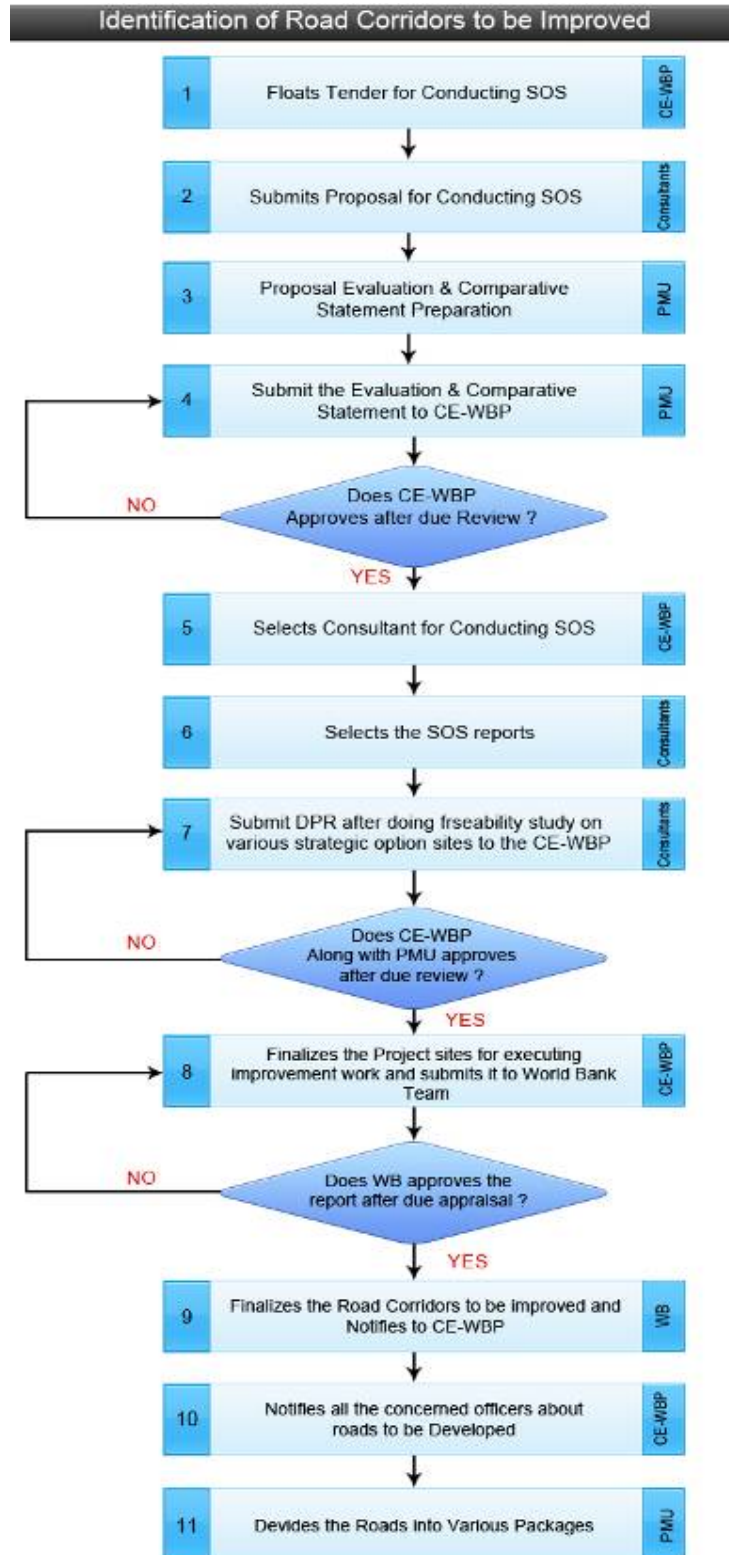 Identification of Road Corridors to be Improved
1
Floats Tender for Conducting SOS
CE-WBP
2
Submits Proposal for Conducting SOS
Consultants
3
Proposal Evaluation & Comparative
Statement Preparation
PMU
4
Submit the Evaluation & Comparative
Statement to CE-WBP
PMU
Does CE-WBP
Approves after due Review ?
NO
YES
5
Selects Consultant for Conducting SOS
CE-WBP
6
Selects the SOS reports
Consultants
7
Submit DPR after doing frseability study on
various strategic option sites to the CE-WBP
Consultants
Does CE-WBP
Along with PMU approves
after due review ?
NO
YES
8
Finalizes the Project sites for executing
improvement work and submits it to World Bank
Team
CE-WBP
Does WB approves the
report after due appraisal ?
NO
YES
9
Finalizes the Road Corridors to be improved and
Notifies to CE-WBP
WB
10
Notifies all the concerned officers about
roads to be Developed
CE-WBP
11
Devides the Roads into Various Packages
PMU